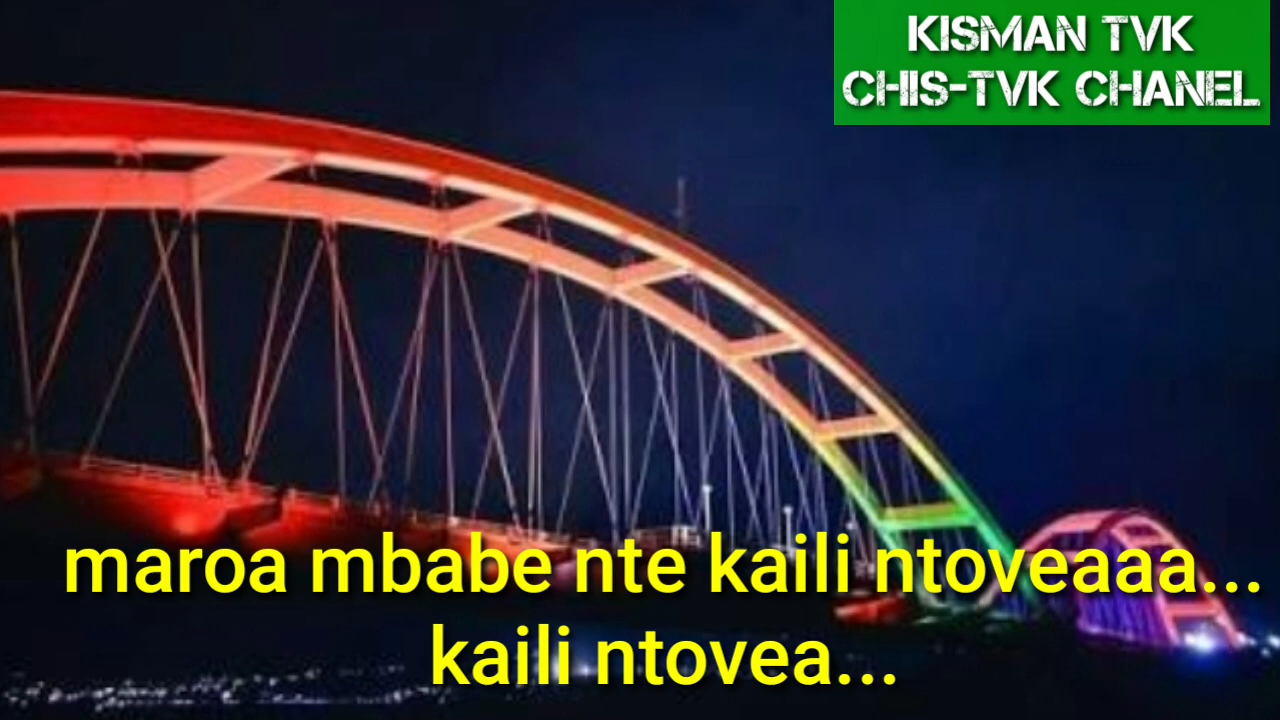 KISMAN TVK
CHIS-TVK CHANEL
maroa mbabe nte kaili ntoveaaa...
kaili ntovea...